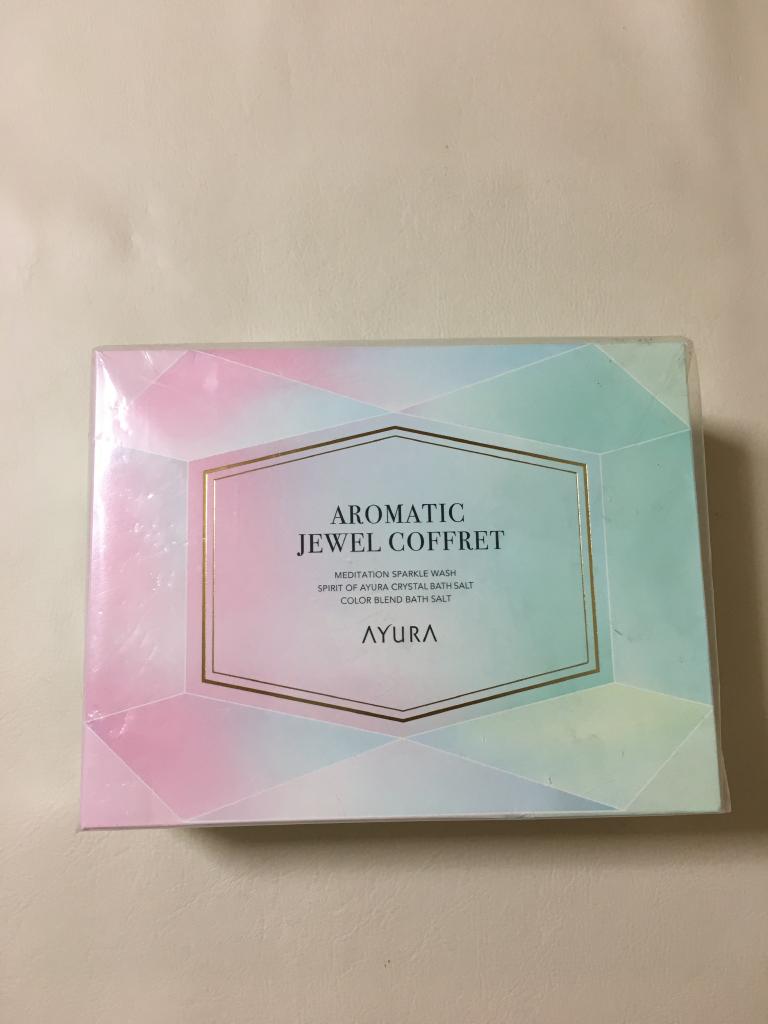 AROMATIC
JEWEL COFFRET
MEDITATION SPARKLE WASH
SPIRIT OF AYURA CRYSTAL BATH SALT
COLOR BLEND BATH SALT
AYURA